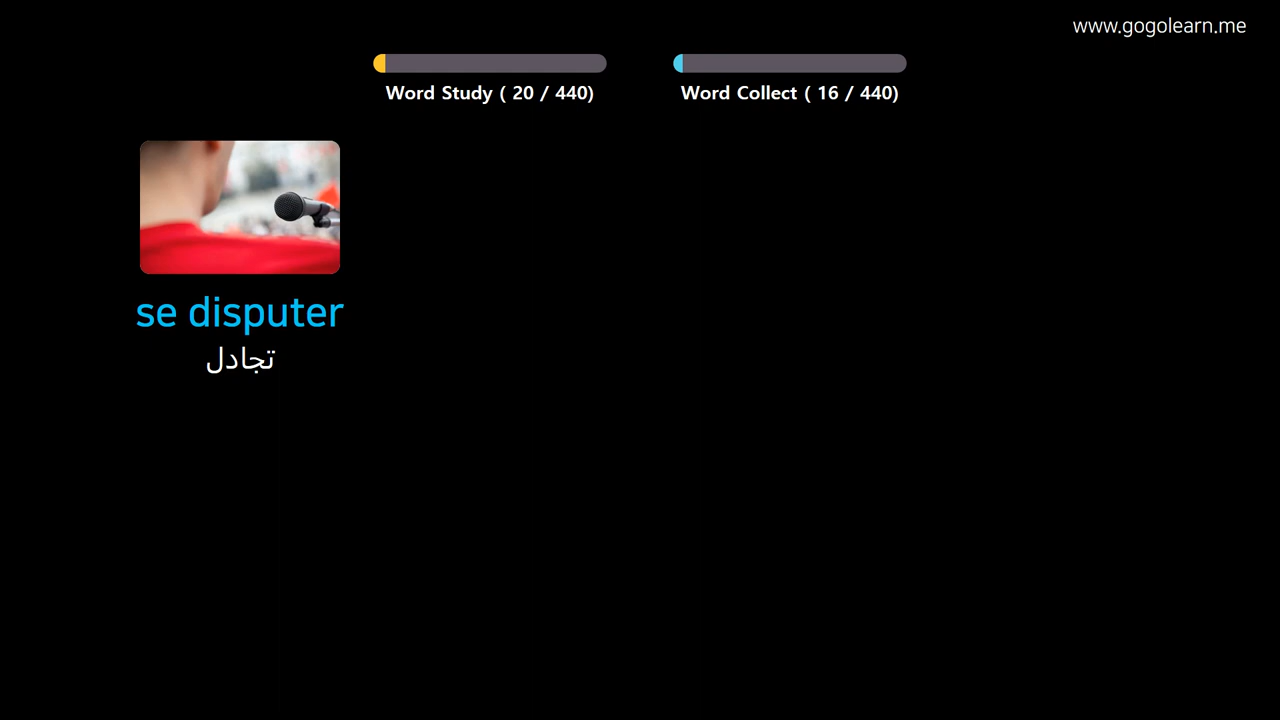 www.gogolearn.me
Word Study ( 20 / 440)
Word Collect ( 16 / 440)
se disputer
تجادل